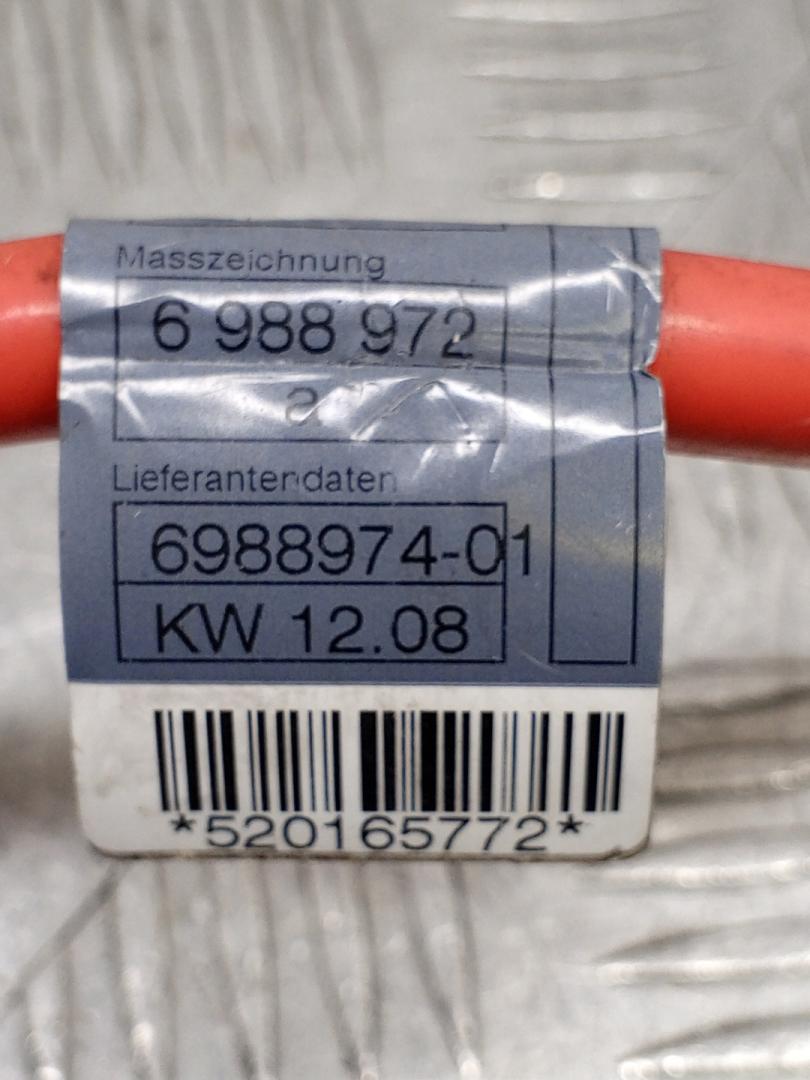 Masszeichnung
6 988 972
a
Lieferantendaten
6988974-01
KW 12.08
*520165772*